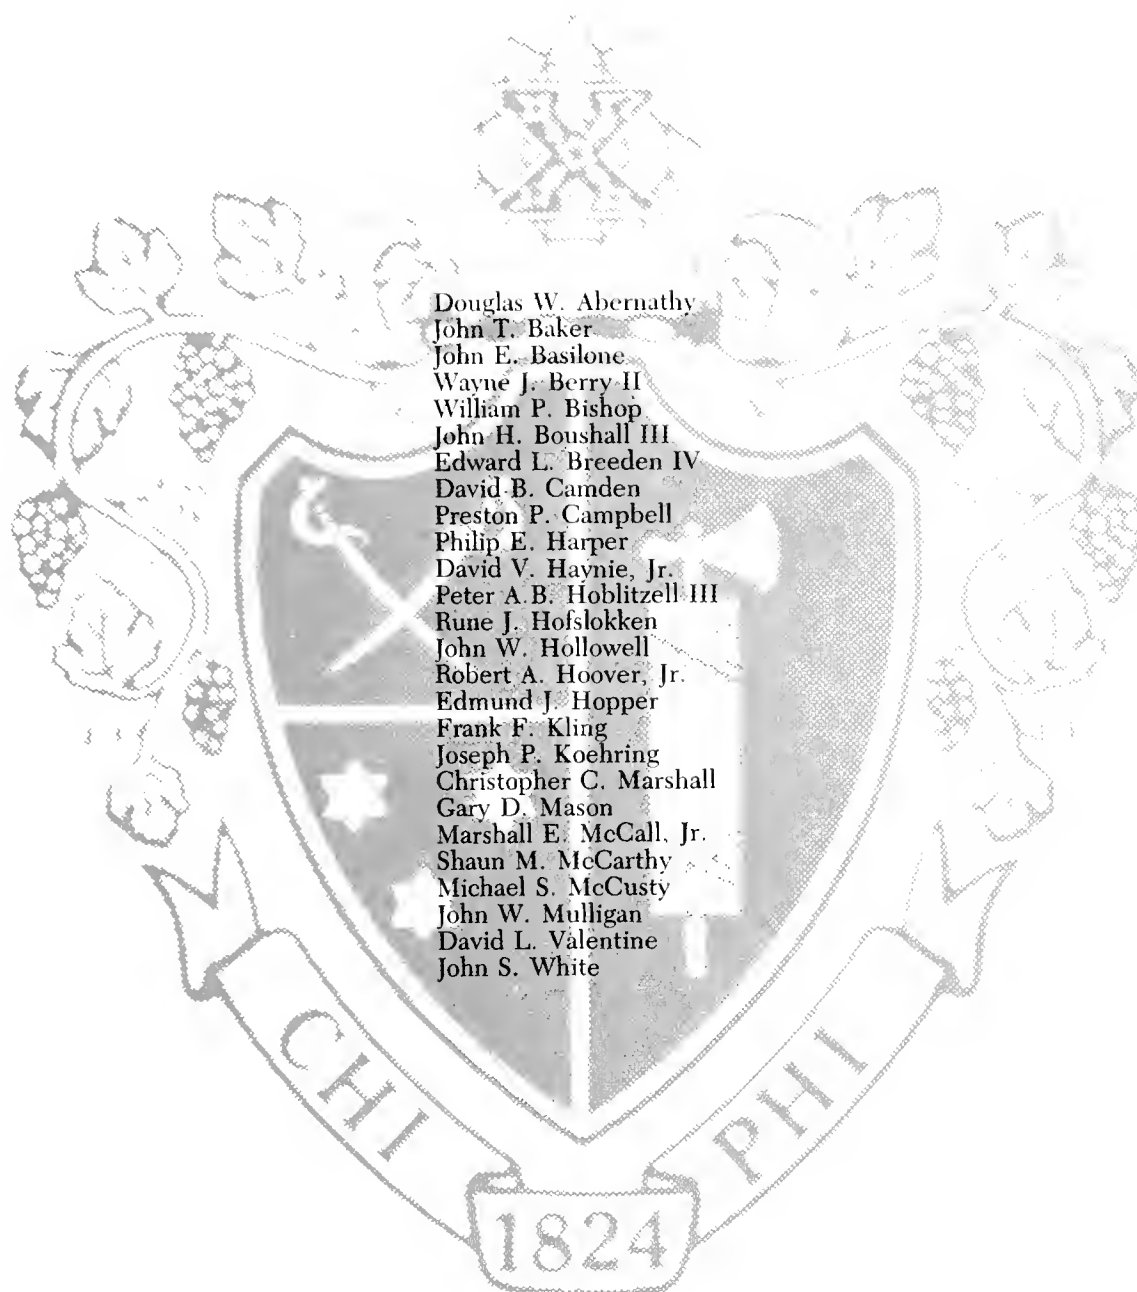 Douglas W. Abernathy
John T. Baker
John E. Basilone
Wayne J. Berry II
William P. Bishop
John H. Boushall III
Edward L. Breeden IV
David B. Camden
Preston P. Campbell
Philip E. Harper
David V. Haynie, Jr.
Peter A.B. Hoblitzell III
Rune J. Hofslokken
John W. Hollowell
Robert A. Hoover, Jr.
Edmund J. Hopper
Frank F. Kling
Joseph P. Koehring
Christopher C. Marshall
Gary D. Mason
Marshall E. McCall, Jr.
Shaun M. McCarthy
Michael S. McCusty
John W. Mulligan
David L. Valentine
John S. White
CHI PHI
1824